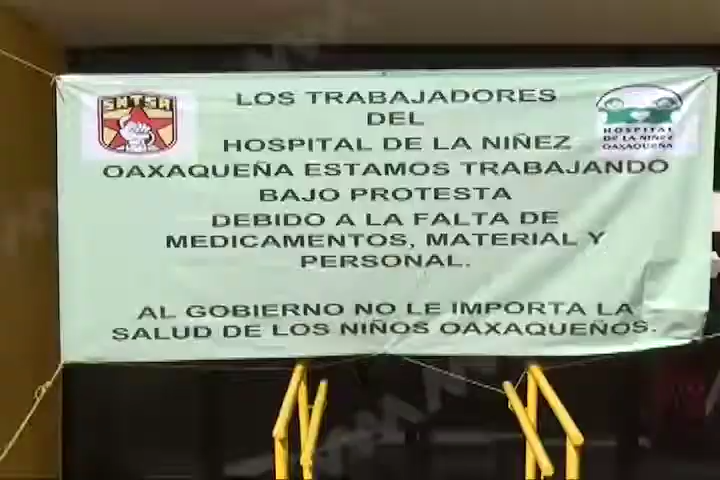 SNTSA
LOS TRABAJADORES
DEL
HOSPITAL DE LA NIÑEZ
OAXAQUEÑA ESTAMOS TRABAJANDO
BAJO PROTESTA
DEBIDO A LA FALTA DE
MEDICAMENTOS, MATERIAL Y
PERSONAL.
AL GOBIERNO NO LE IMPORTA LA
SALUD DE LOS NIÑOS OAXAQUEÑOS.
HOSPITAL
DE LA NIÑEZ
OAXAQUEÑA